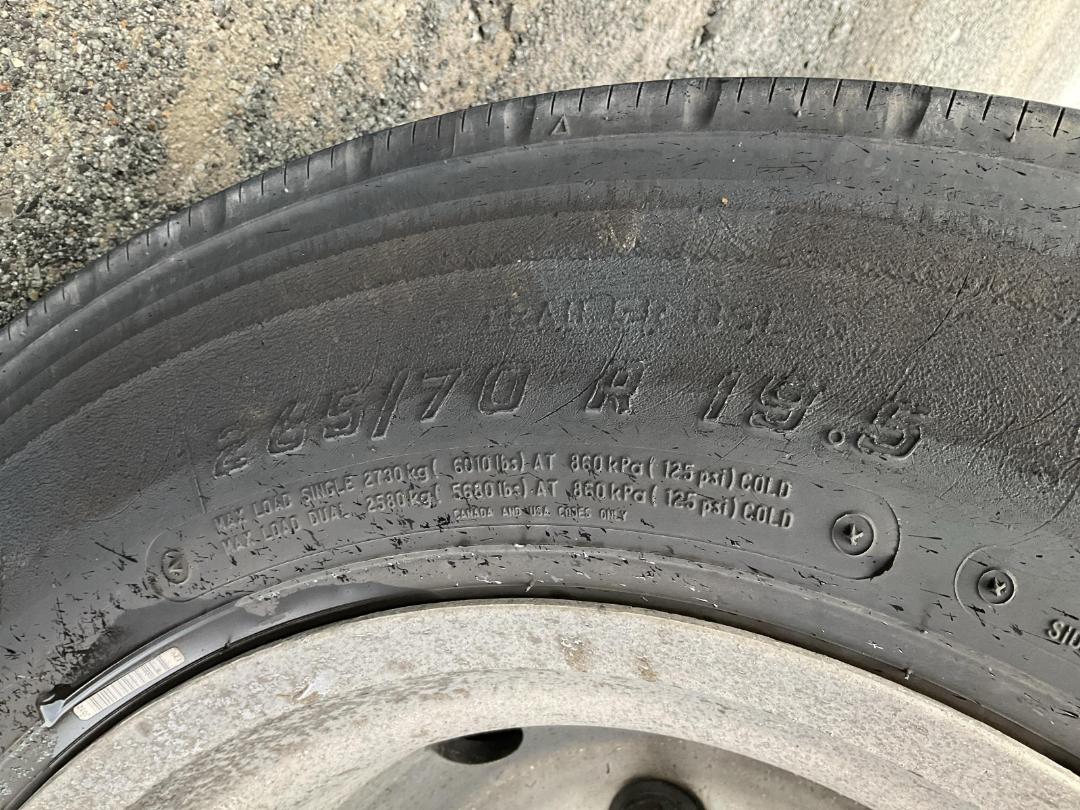 265/70 R 19.5
MAX LOAD SINGLE 2730 kg ( 6010 lbs) AT 860 kPa ( 125 psi) COLD
MAX LOAD DUAL 2580 kg ( 5680 lbs) AT 860 kPa ( 125 psi) COLD
CANADA AND USA CODES ONLY